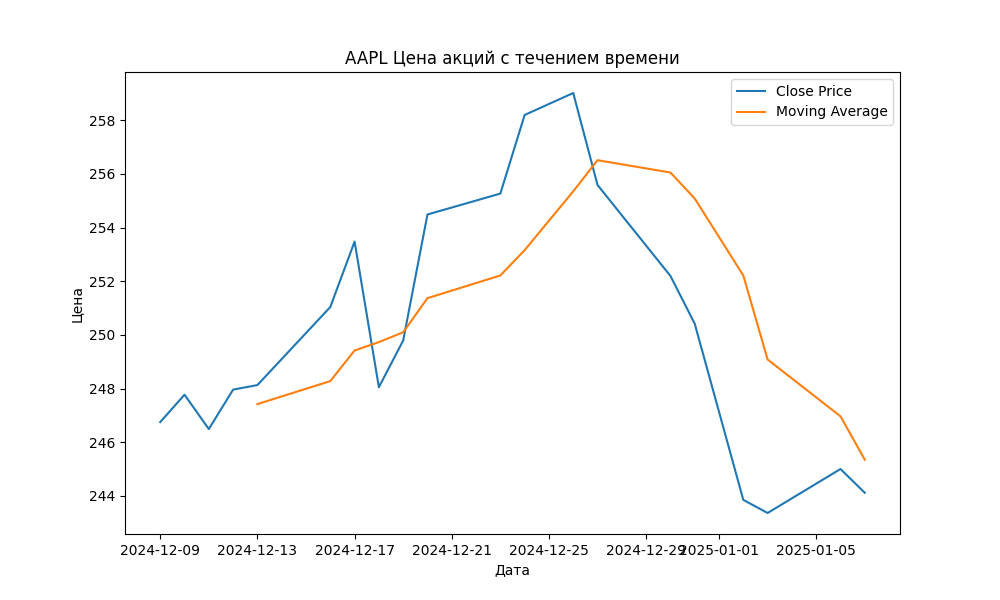 AAPL Цена акций с течением времени
Close Price
Moving Average
Цена
258
256
254
252
250
248
246
244
2024-12-09 2024-12-13 2024-12-17 2024-12-21 2024-12-25 2024-12-29 2025-01-01 2025-01-05
Дата